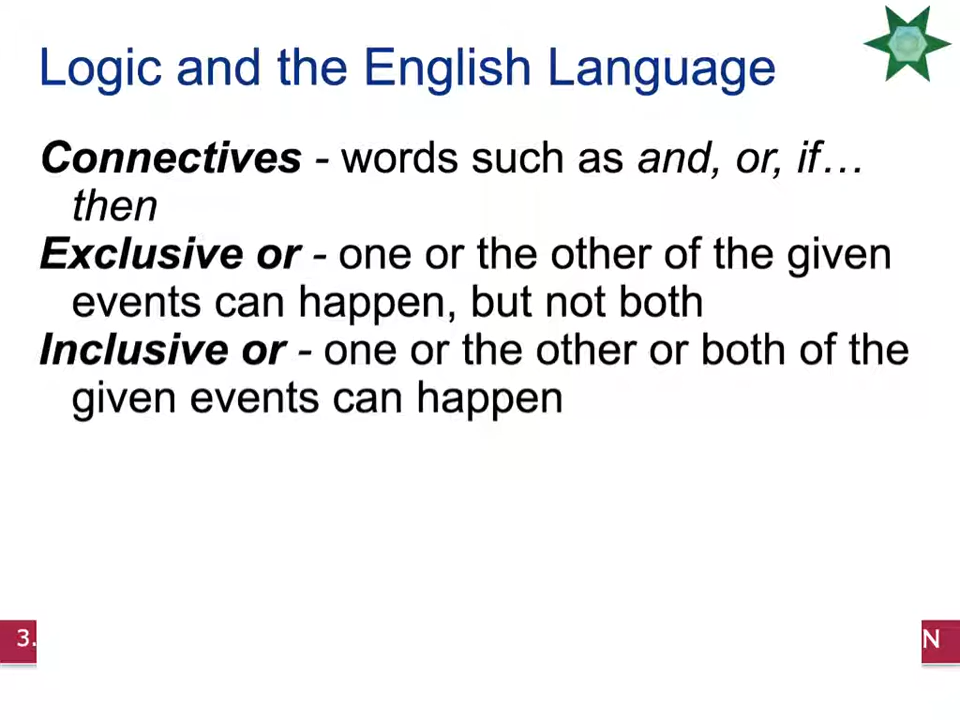 Logic and the English Language
Connectives - words such as and, or, if…
then
Exclusive or - one or the other of the given
events can happen, but not both
Inclusive or - one or the other or both of the
given events can happen
3.
N